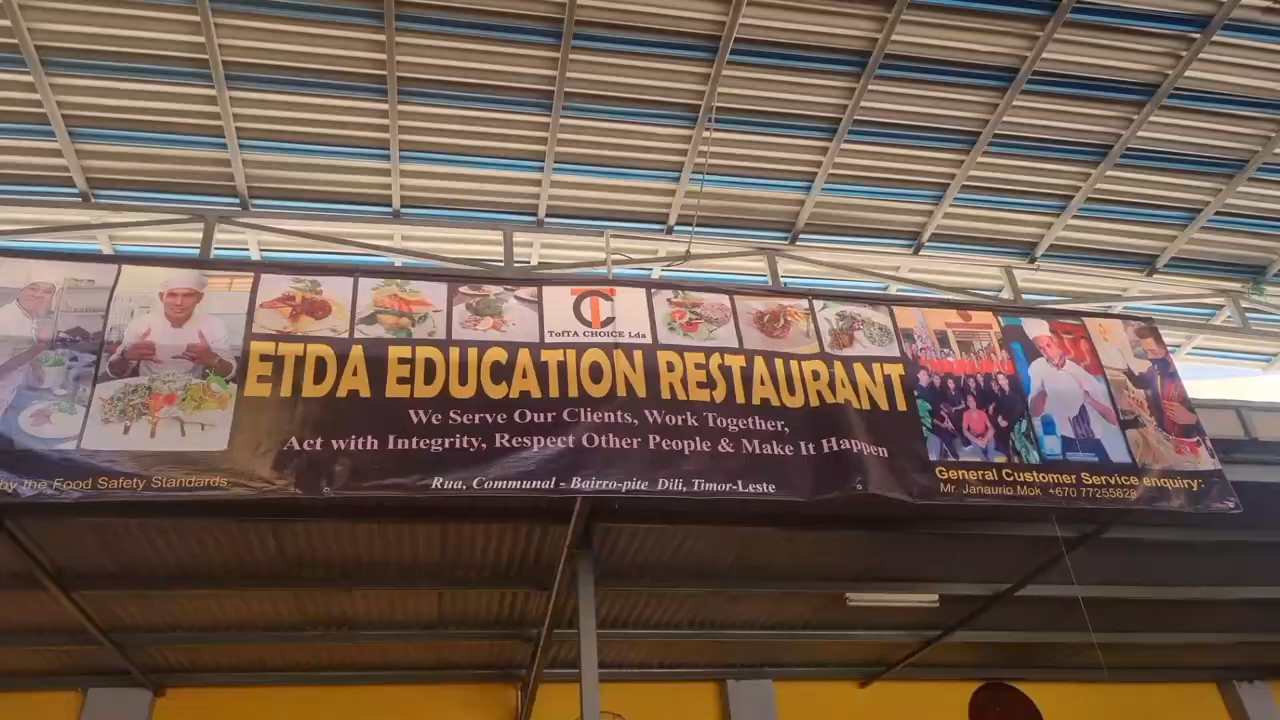 TC
TofTA CHOICE Lda
ETDA EDUCATION RESTAURANT
We Serve Our Clients, Work Together,
Act with Integrity, Respect Other People & Make It Happen
by the Food Safety Standards.
Rua, Communal - Bairro-pite Dili, Timor-Leste
General Customer Service enquiry:
Mr. Janaurio Mok +670 77255828